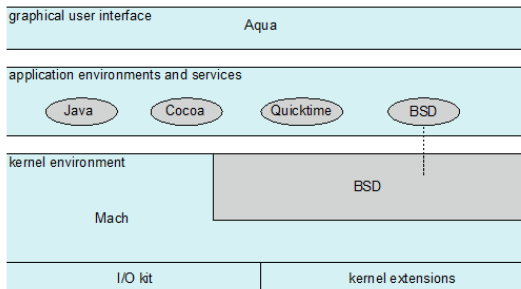 graphical user interface
Aqua
application environments and services
Java Cocoa Quicktime BSD
kernel environment
BSD
Mach
I/O kit kernel extensions